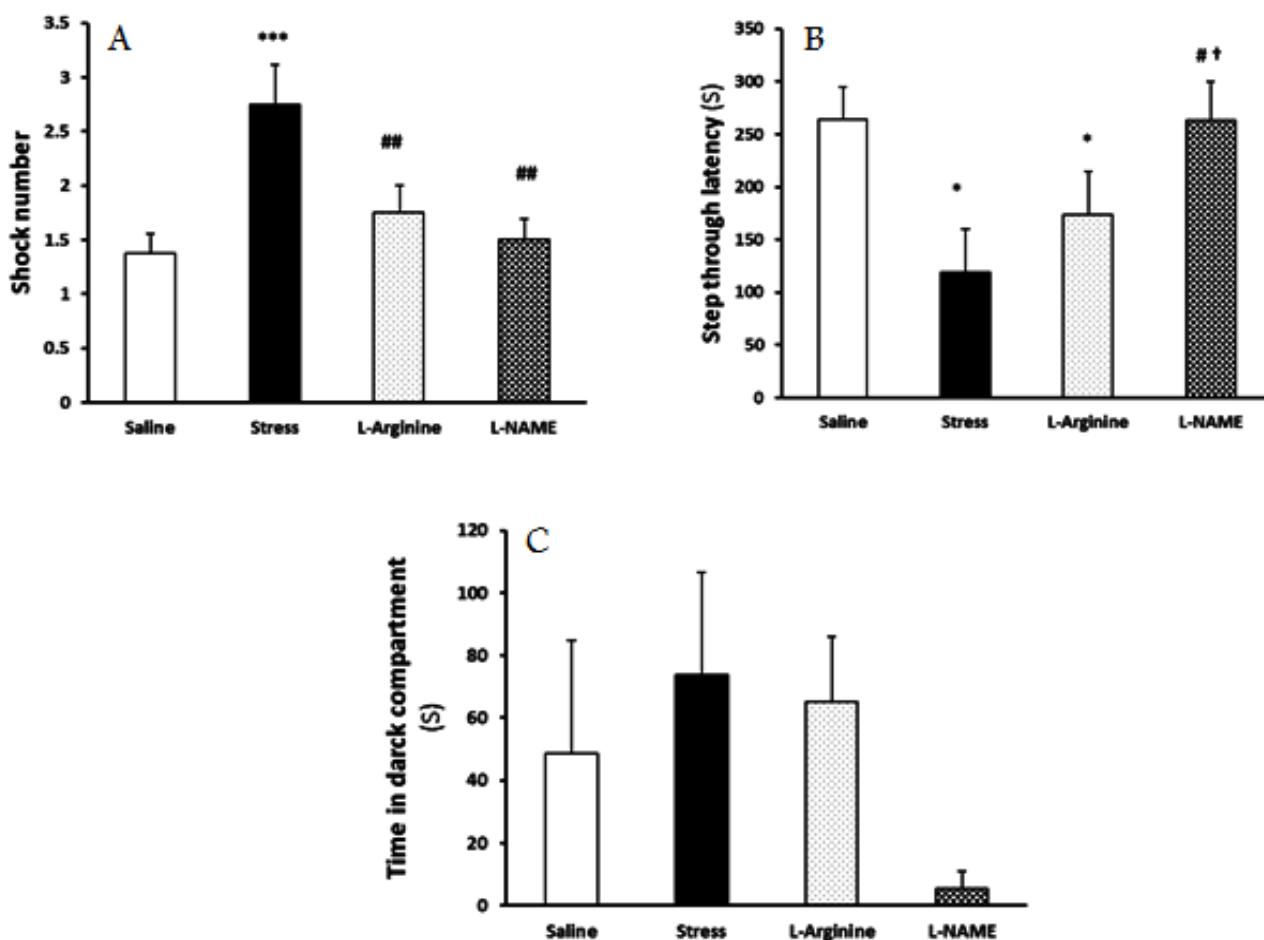 A
Shock number
3.5
3
2.5
2
1.5
1
0.5
0
***
##
##
Saline Stress L-Arginine L-NAME
B
Step through latency (S)
350
300
250
200
150
100
50
0
*
*
# †
Saline Stress L-Arginine L-NAME
C
Time in darck compartment
(S)
120
100
80
60
40
20
0
Saline Stress L-Arginine L-NAME